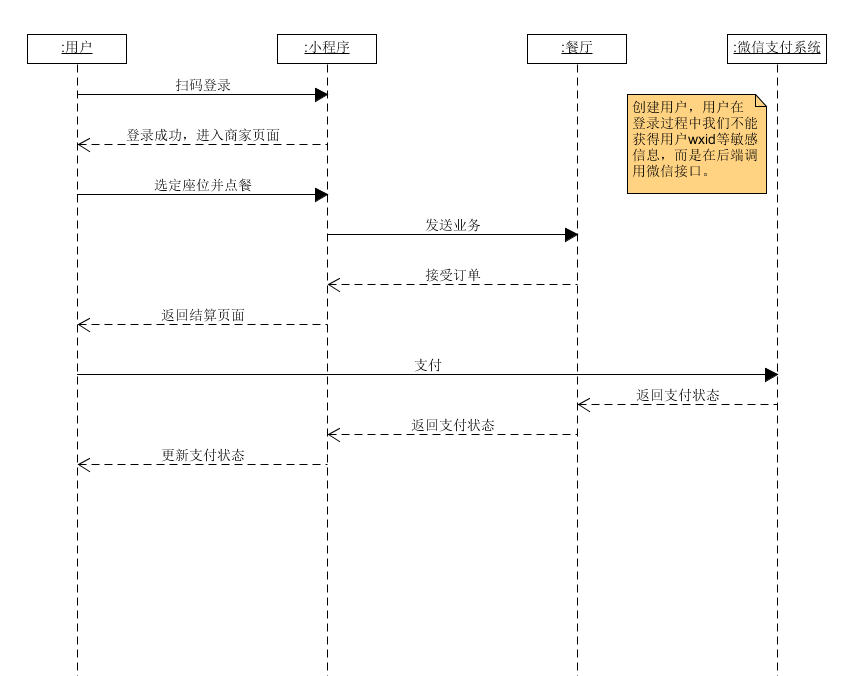 :用户
:小程序
:餐厅
:微信支付系统
扫码登录
创建用户，用户在
登录过程中我们不能
获得用户wxid等敏感
信息，而是在后端调
用微信接口。
登录成功，进入商家页面
选定座位并点餐
发送业务
接受订单
返回结算页面
支付
返回支付状态
返回支付状态
更新支付状态